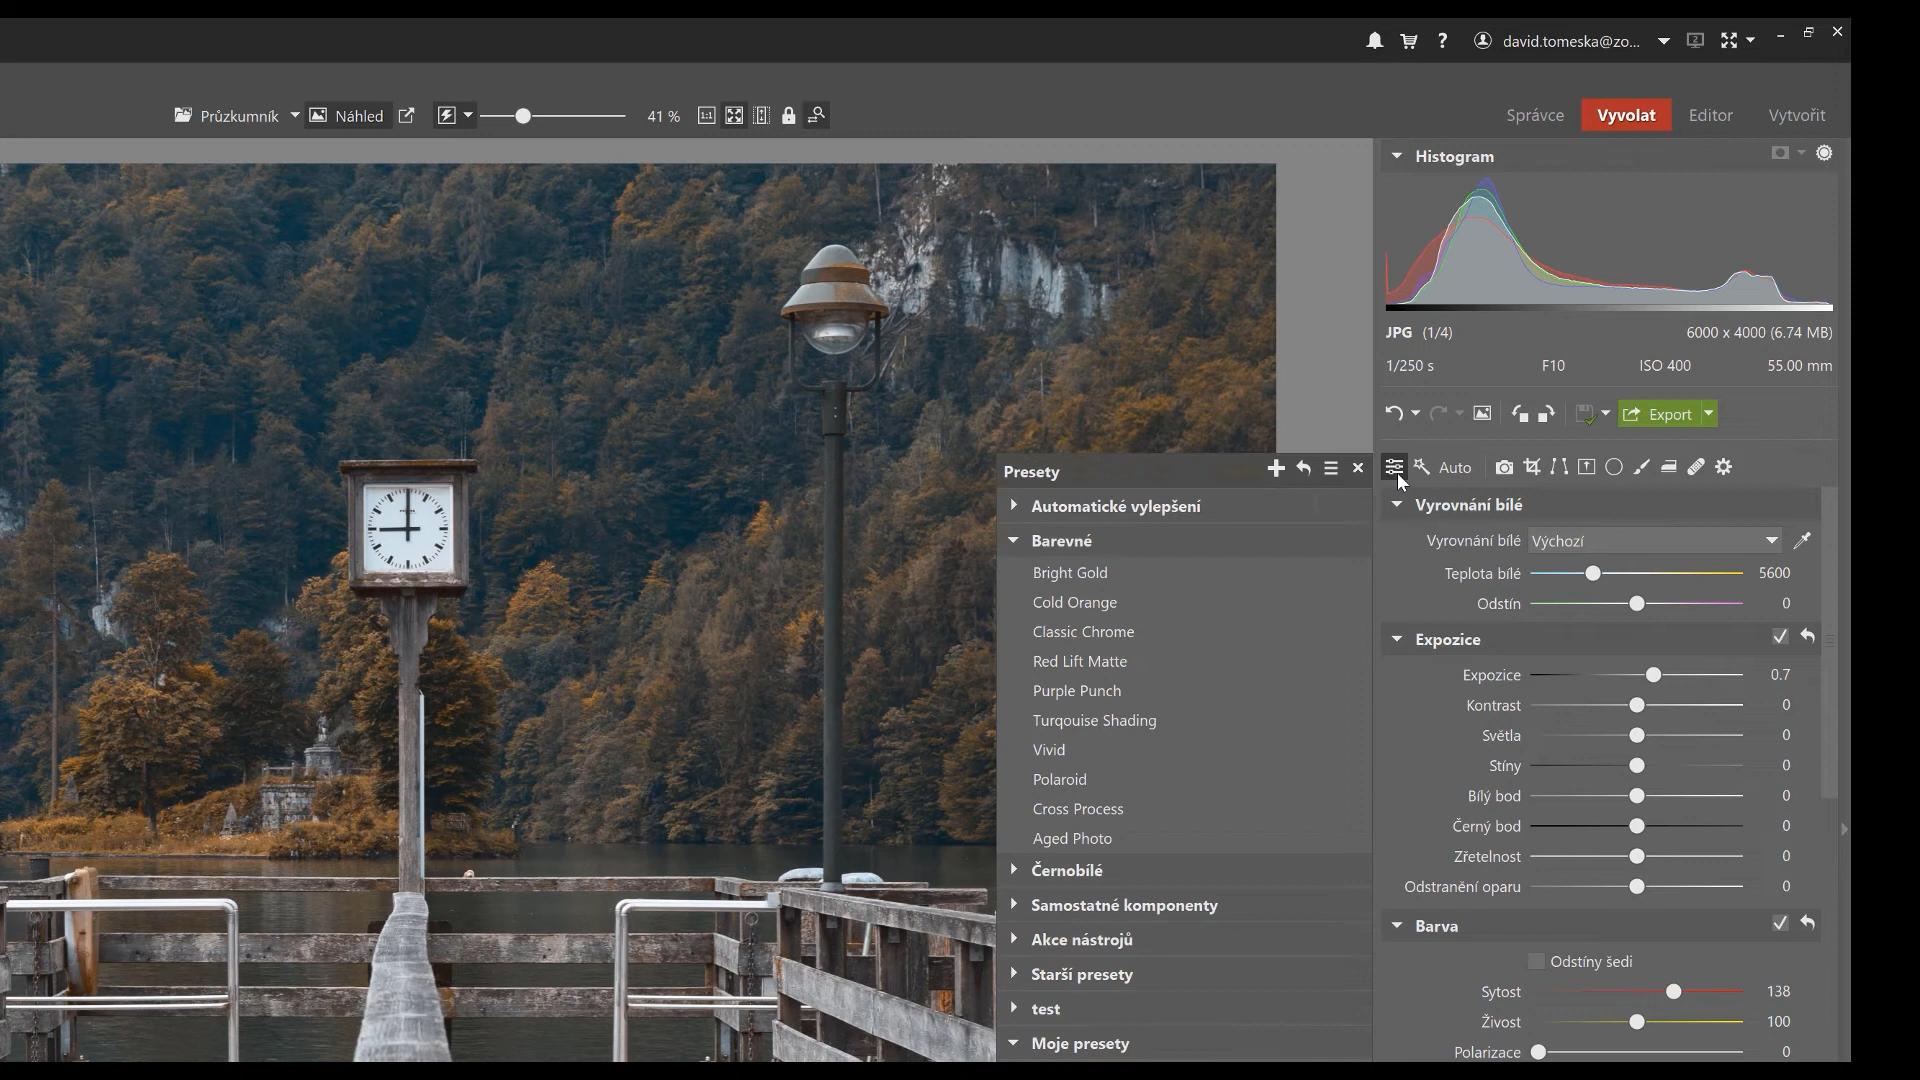 david.tomeska@zo...
Průzkumník
Náhled
41 %
1:1
Správce
Vyvolat
Editor
Vytvořit
Histogram
JPG (1/4)
6000 x 4000 (6.74 MB)
1/250 s
F10
ISO 400
55.00 mm
Export
Auto
Presety
Automatické vylepšení
Barevné
Bright Gold
Cold Orange
Classic Chrome
Red Lift Matte
Purple Punch
Turqouise Shading
Vivid
Polaroid
Cross Process
Aged Photo
Černobílé
Samostatné komponenty
Akce nástrojů
Starší presety
test
Moje presety
Vyrovnání bílé
Vyrovnání bílé Výchozí
Teplota bílé 5600
Odstín 0
Expozice
Expozice 0.7
Kontrast 0
Světla 0
Stíny 0
Bílý bod 0
Černý bod 0
Zřetelnost 0
Odstranění oparu 0
Barva
Odstíny šedi
Sytost 138
Živost 100
Polarizace 0